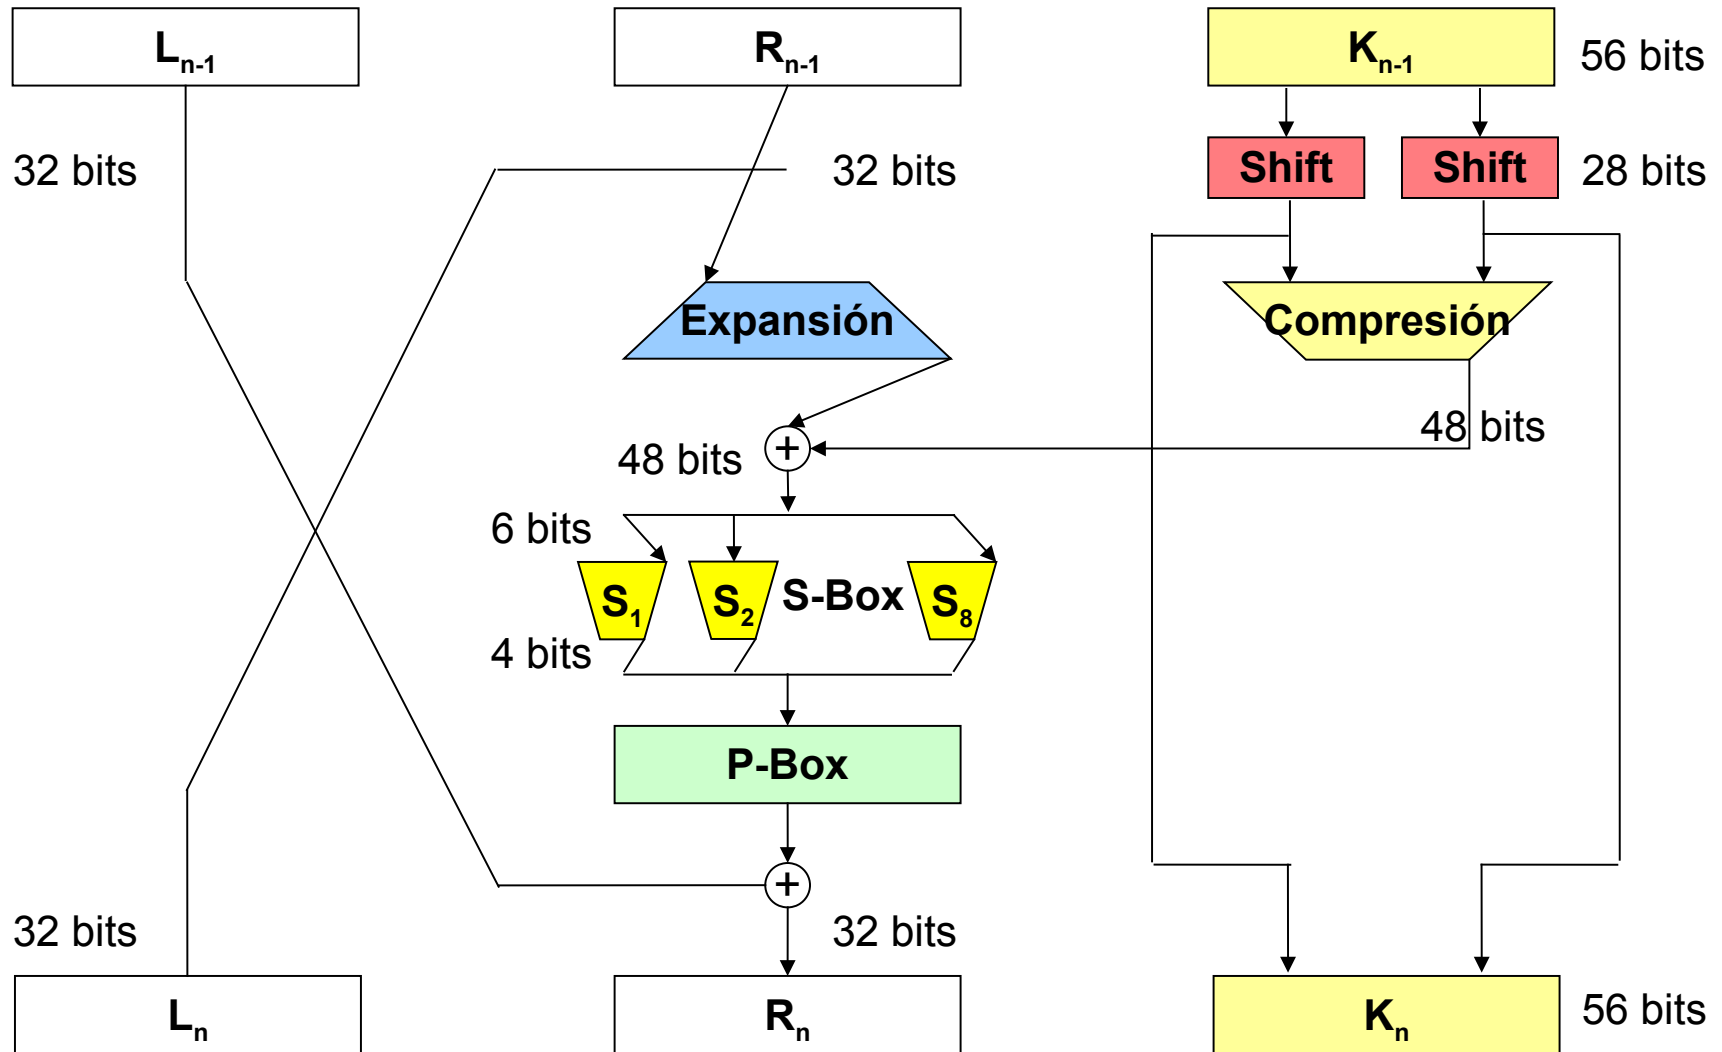 Lₙ₋₁
Rₙ₋₁
Kₙ₋₁
56 bits
32 bits
32 bits
Shift
Shift
28 bits
Expansión
Compresión
48 bits
+
48 bits
6 bits
S₁
S₂
S-Box
S₈
4 bits
P-Box
+
32 bits
32 bits
Lₙ
Rₙ
Kₙ
56 bits